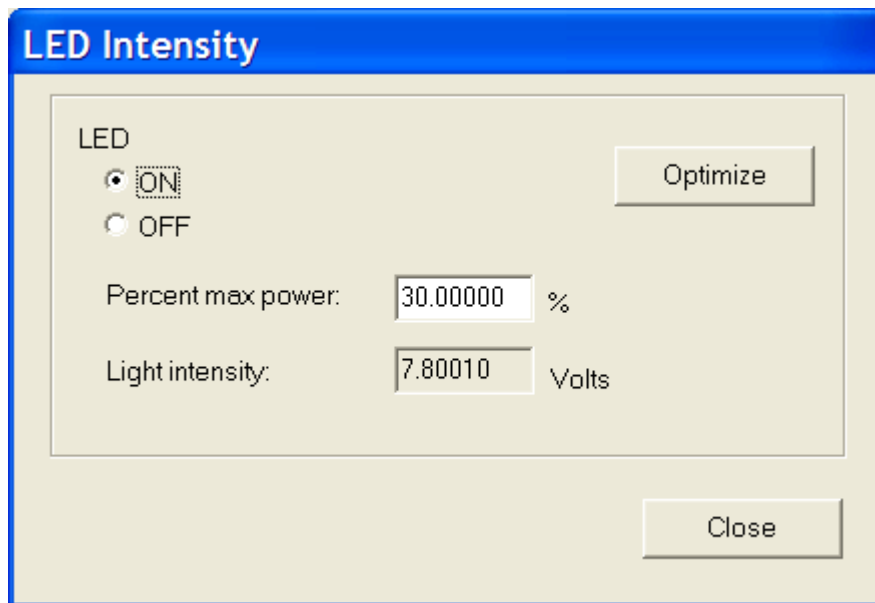 LED Intensity
LED
ON
Optimize
OFF
Percent max power: 30.00000 %
Light intensity: 7.80010 Volts
Close